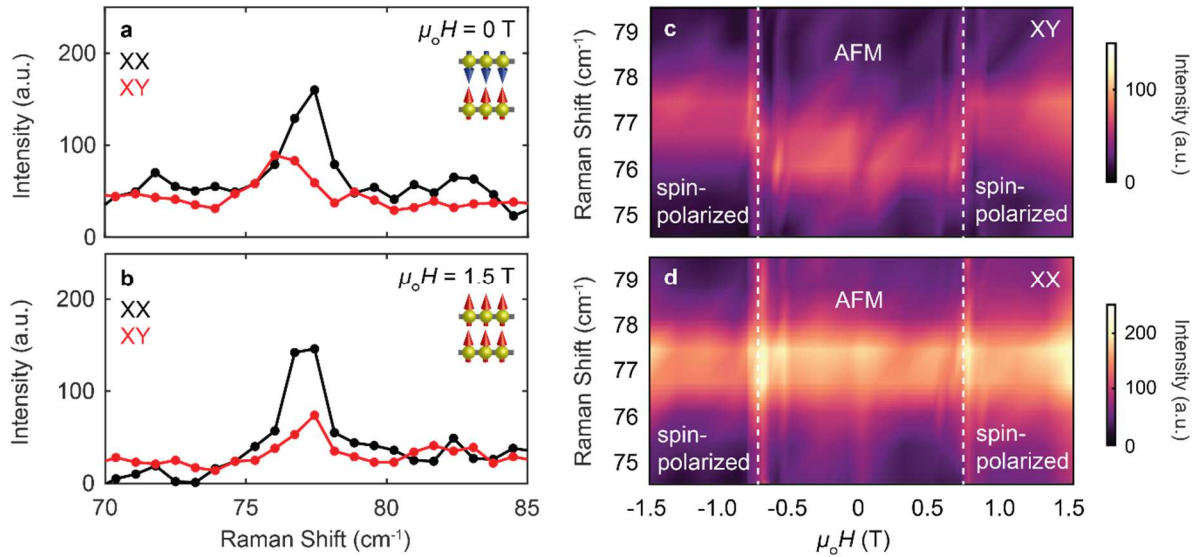 a
μₒH = 0 T
XX
XY
200
100
0
Intensity (a.u.)
b
μₒH = 1.5 T
XX
XY
200
100
0
Intensity (a.u.)
70
75
80
85
Raman Shift (cm⁻¹)
c
AFM
XY
79
78
77
76
75
Raman Shift (cm⁻¹)
spin-
polarized
spin-
polarized
100
0
Intensity (a.u.)
d
AFM
XX
79
78
77
76
75
Raman Shift (cm⁻¹)
spin-
polarized
spin-
polarized
200
100
0
Intensity (a.u.)
-1.5
-1.0
-0.5
0
0.5
1.0
1.5
μₒH (T)